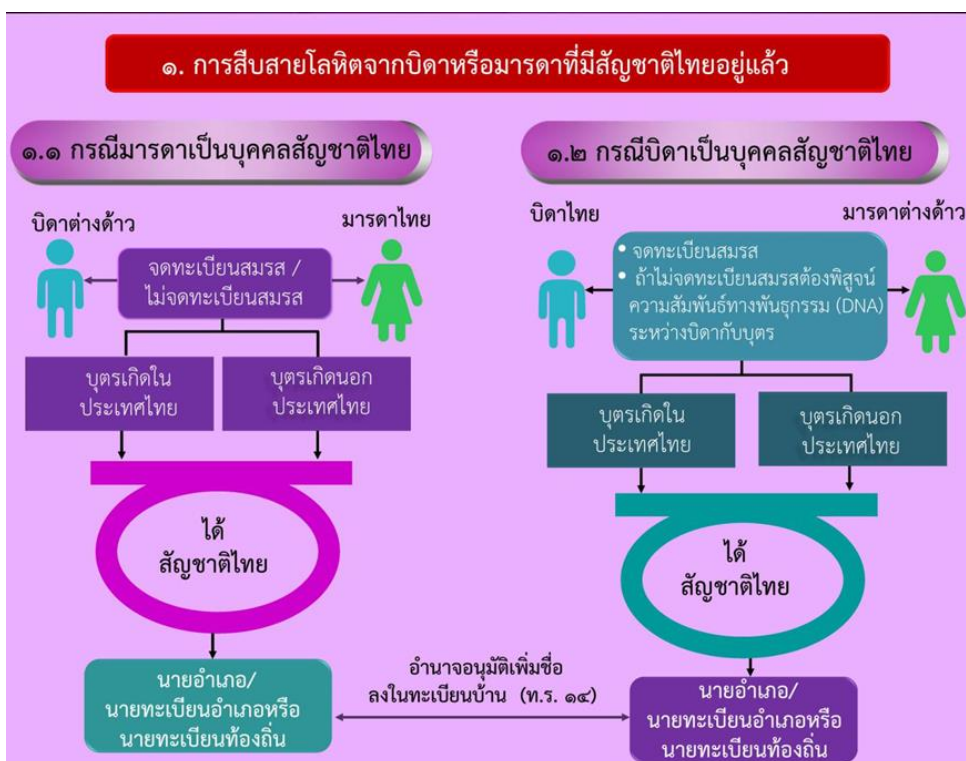 ๑. การสืบสายโลหิตจากบิดาหรือมารดาที่มีสัญชาติไทยอยู่แล้ว
๑.๑ กรณีมารดาเป็นบุคคลสัญชาติไทย
บิดาต่างด้าว
มารดาไทย
จดทะเบียนสมรส /
ไม่จดทะเบียนสมรส
บุตรเกิดใน
ประเทศไทย
บุตรเกิดนอก
ประเทศไทย
ได้
สัญชาติไทย
นายอำเภอ/
นายทะเบียนอำเภอหรือ
นายทะเบียนท้องถิ่น
อำนาจอนุมัติเพิ่มชื่อ
ลงในทะเบียนบ้าน (ท.ร. ๑๔)
๑.๒ กรณีบิดาเป็นบุคคลสัญชาติไทย
บิดาไทย
มารดาต่างด้าว
• จดทะเบียนสมรส
• ถ้าไม่จดทะเบียนสมรสต้องพิสูจน์
ความสัมพันธ์ทางพันธุกรรม (DNA)
ระหว่างบิดากับบุตร
บุตรเกิดใน
ประเทศไทย
บุตรเกิดนอก
ประเทศไทย
ได้
สัญชาติไทย
นายอำเภอ/
นายทะเบียนอำเภอหรือ
นายทะเบียนท้องถิ่น